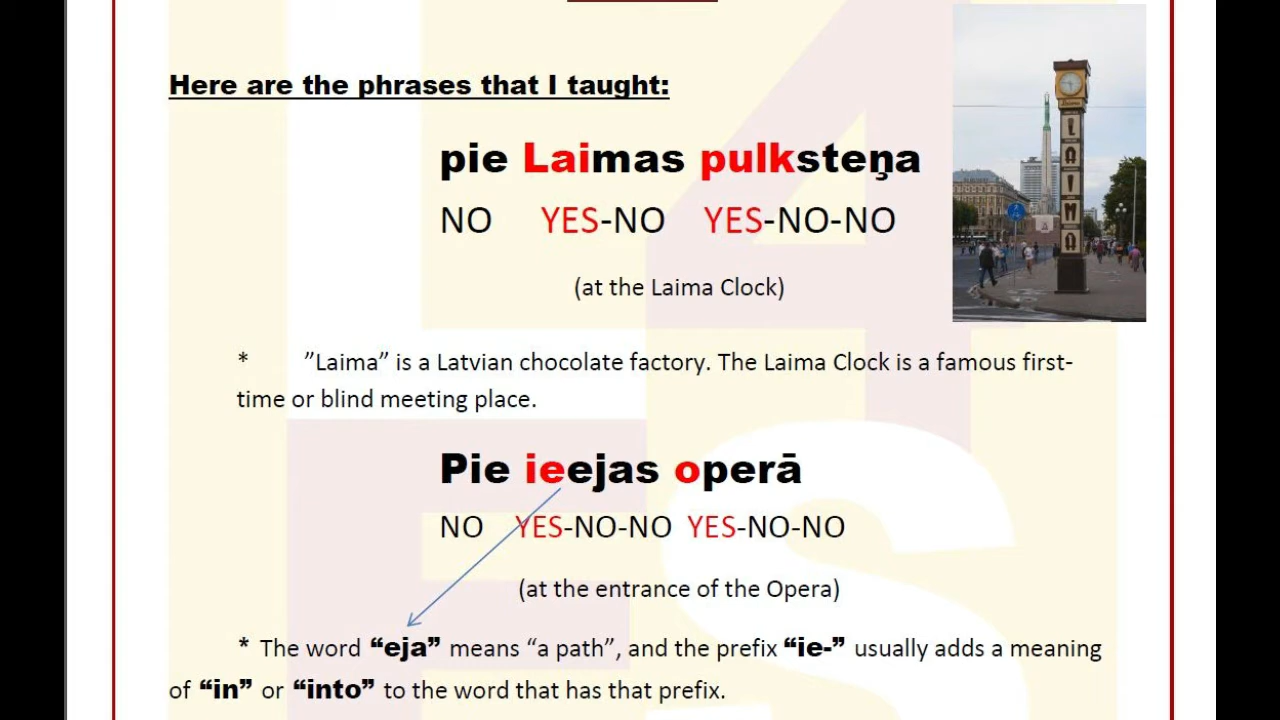 Here are the phrases that I taught:
pie Laimas pulksteņa
NO YES-NO YES-NO-NO
(at the Laima Clock)
* ”Laima” is a Latvian chocolate factory. The Laima Clock is a famous first-
time or blind meeting place.
Pie ieejas operā
NO YES-NO-NO YES-NO-NO
(at the entrance of the Opera)
* The word “eja” means “a path”, and the prefix “ie-” usually adds a meaning
of “in” or “into” to the word that has that prefix.
LAIMA